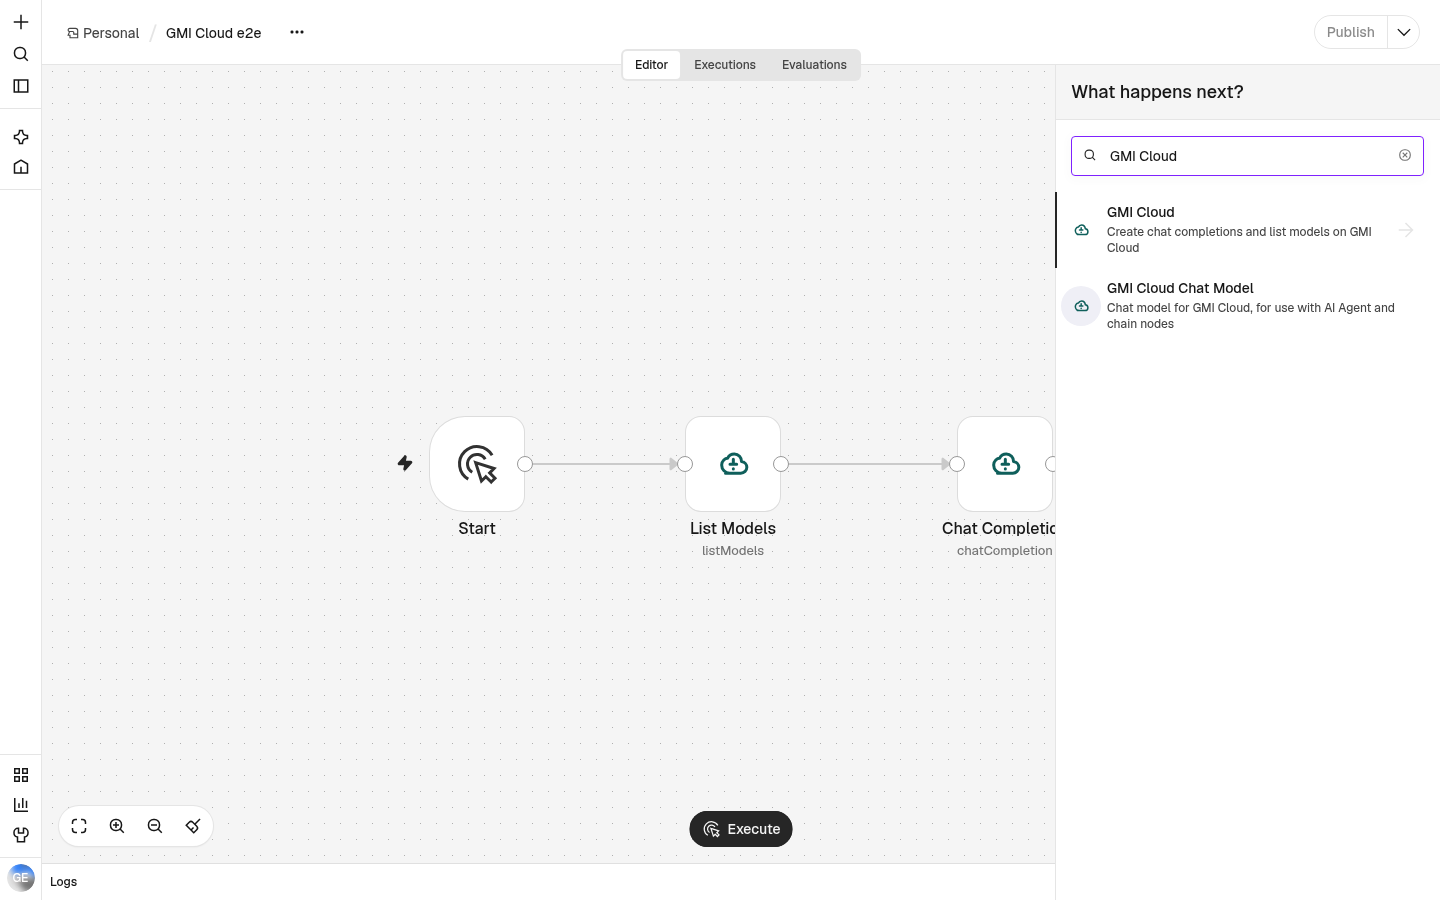 Personal / GMI Cloud e2e
Publish
Editor Executions Evaluations
What happens next?
GMI Cloud
GMI Cloud
Create chat completions and list models on GMI
Cloud
GMI Cloud Chat Model
Chat model for GMI Cloud, for use with AI Agent and
chain nodes
Start
List Models
listModels
Chat Completic
chatCompletion
Execute
GE
Logs